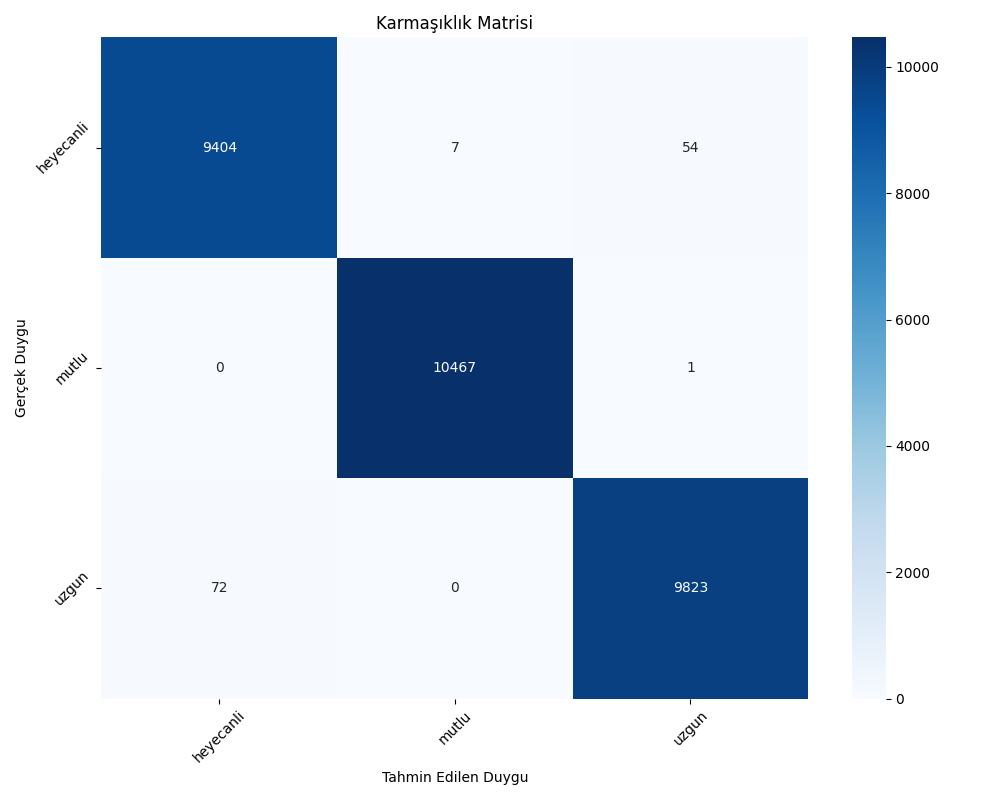 Karmaşıklık Matrisi
Gerçek Duygu
heyecanli
9404
7
54
mutlu
0
10467
1
uzgun
72
0
9823
heyecanli
mutlu
uzgun
Tahmin Edilen Duygu
10000
8000
6000
4000
2000
0